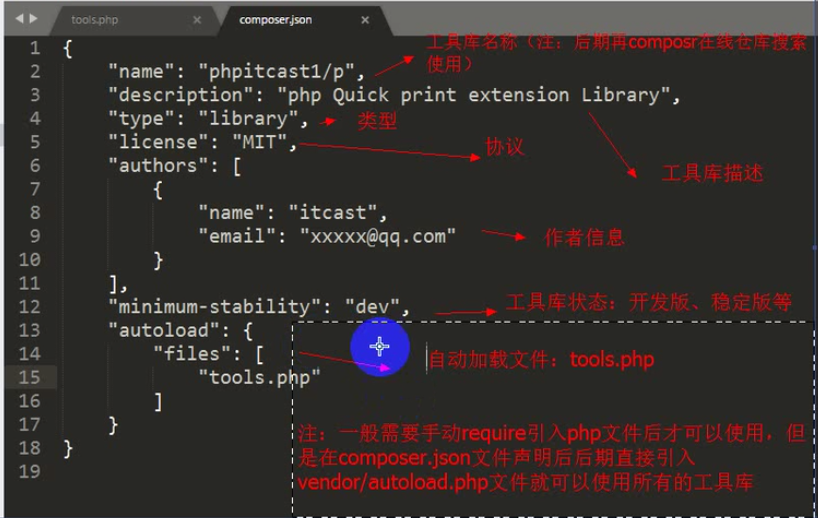 tools.php
composer.json
1 {
工具库名称（注：后期再composr在线仓库搜索
使用）
2 "name": "phpitcast1/p",
3 "description": "php Quick print extension Library",
4 "type": "library",
类型
5 "license": "MIT",
协议
6 "authors": [
工具库描述
7 {
8 "name": "itcast",
9 "email": "xxxxx@qq.com"
作者信息
10 }
11 ],
12 "minimum-stability": "dev",
工具库状态：开发版、稳定版等
13 "autoload": {
14 "files": [
自动加载文件：tools.php
15 "tools.php"
16 ]
17 }
18 }
19
注：一般需要手动require引入php文件后才可以使用，但
是在composer.json文件声明后后期直接引入
vendor/autoload.php文件就可以使用所有的工具库